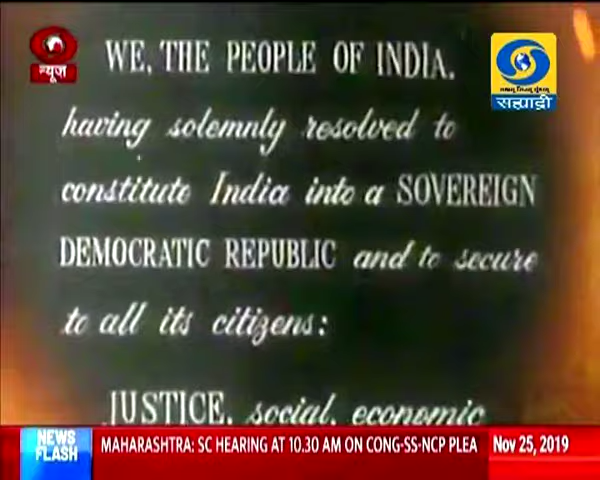 न्यूज़
सह्याद्री
WE, THE PEOPLE OF INDIA,
having solemnly resolved to
constitute India into a SOVEREIGN
DEMOCRATIC REPUBLIC and to secure
to all its citizens:
JUSTICE, social, economic
NEWS
FLASH
MAHARASHTRA: SC HEARING AT 10.30 AM ON CONG-SS-NCP PLEA
Nov 25, 2019